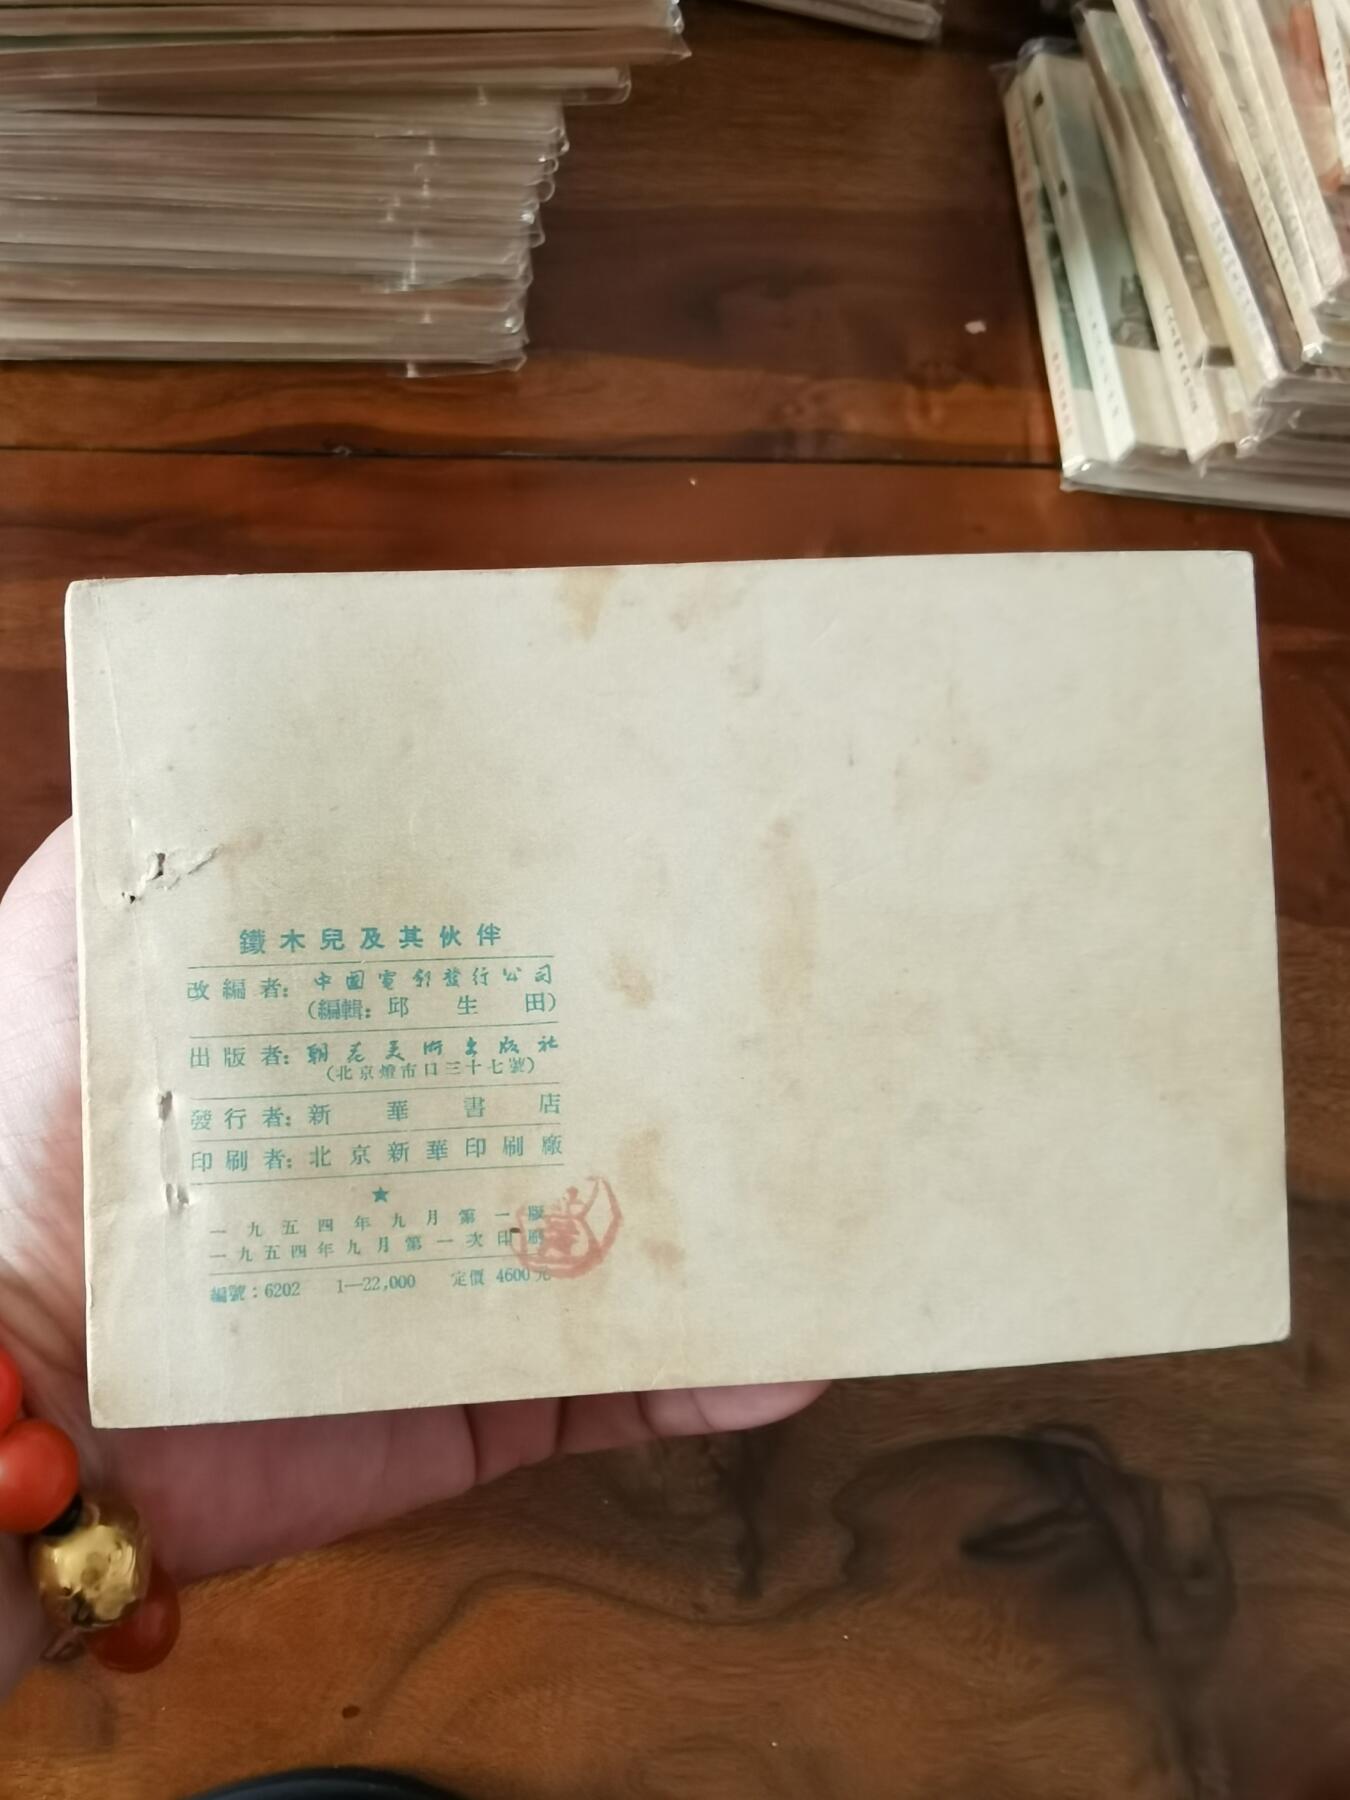 鐵木兒及其伙伴
改編者：中國電影發行公司
(編輯：邱生田)
出版者：朝花美術出版社
(北京燈市口三十七號)
發行者：新華書店
印刷者：北京新華印刷廠
★
一九五四年九月第一版
一九五四年九月第一次印刷
編號：6202 1—22,000 定價 4600元